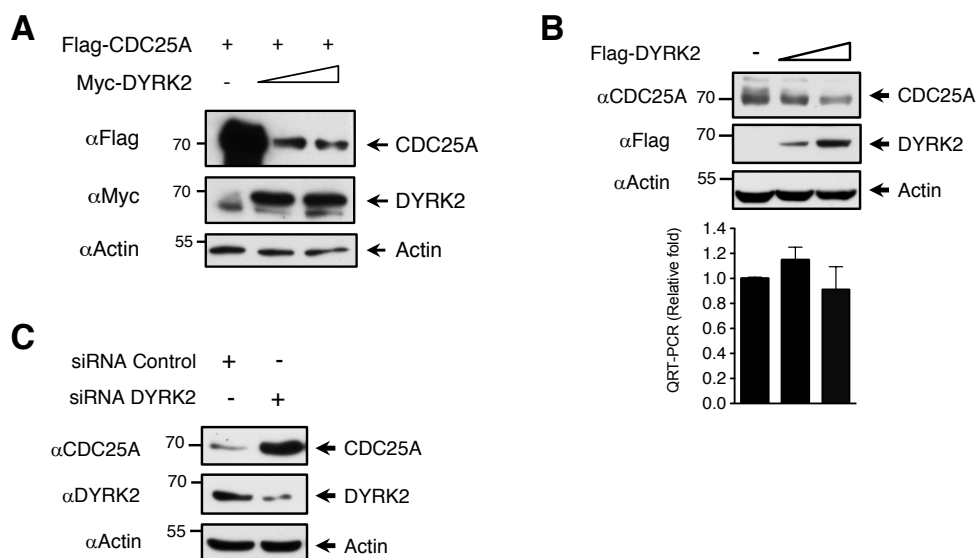 A
Flag-CDC25A + + +
Myc-DYRK2 -
αFlag 70 CDC25A
αMyc 70 DYRK2
αActin 55 Actin
B
Flag-DYRK2 -
αCDC25A 70 CDC25A
αFlag 70 DYRK2
αActin 55 Actin
QRT-PCR (Relative fold)
1.4
1.2
1.0
0.8
0.6
0.4
0.2
0.0
C
siRNA Control + -
siRNA DYRK2 - +
αCDC25A 70 CDC25A
αDYRK2 70 DYRK2
αActin 55 Actin